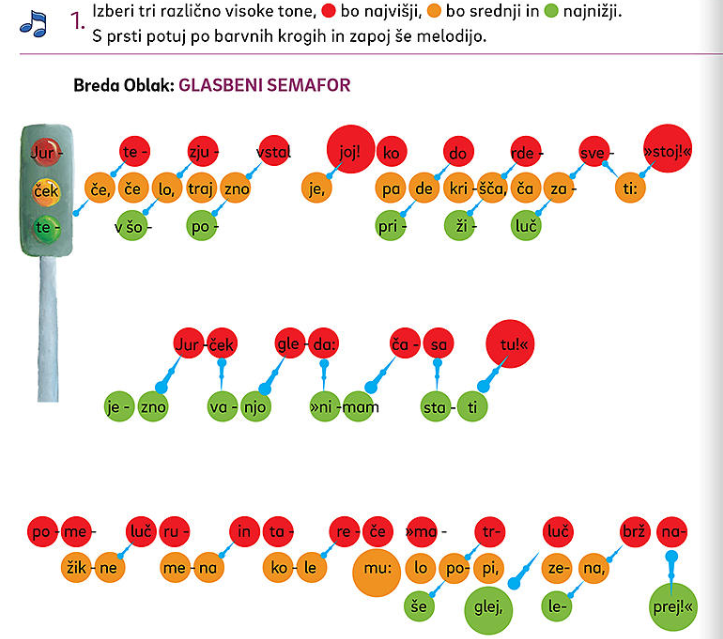 1. Izberi tri različno visoke tone, bo najvišji, bo srednji in najnižji.
S prsti potuj po barvnih krogih in zapoj še melodijo.
Breda Oblak: GLASBENI SEMAFOR
Jur - te - zju - vstal joj! ko do rde - sve - »stoj!«
ček če, če lo, traj zno je, pa de kri - šča, ča za - ti:
te - v šo - po - pri - ži - luč
Jur - ček gle - da: ča - sa tu!«
je - zno va - njo »ni - mam sta - ti
po - me - luč ru - in ta - re - če »ma - tr- luč brž na-
žik - ne me - na ko - le mu: lo po- pi, ze- na,
še glej, le- prej!«